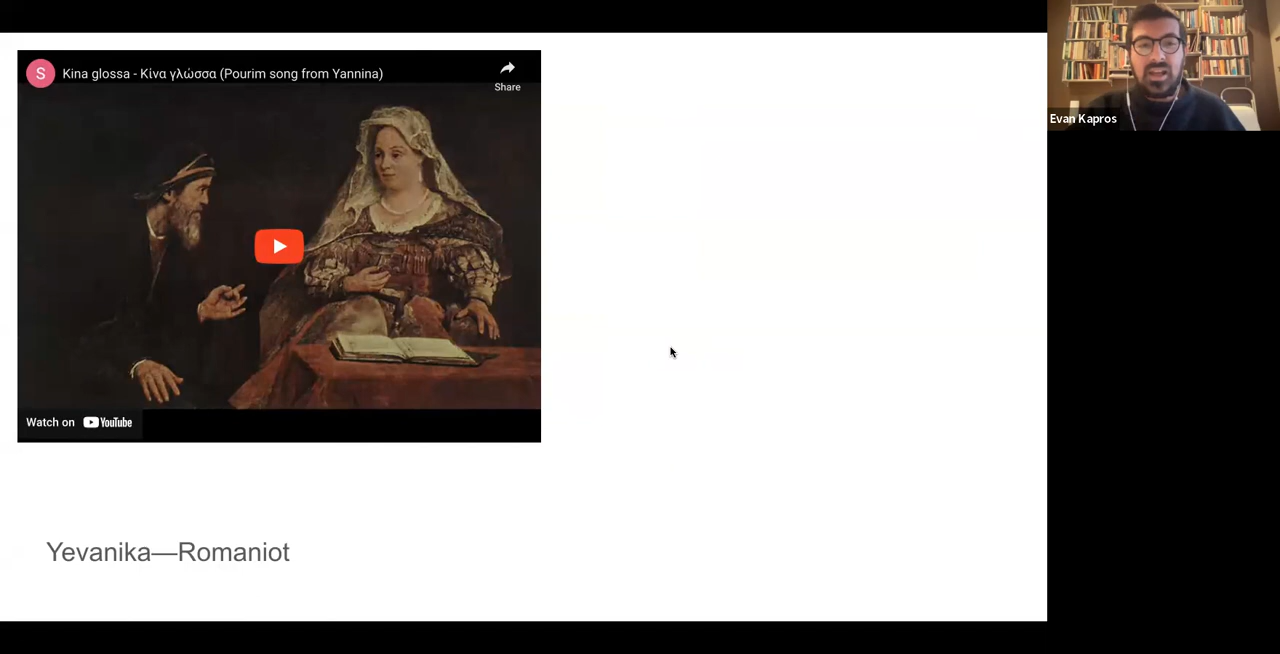 S
Kina glossa - Κίνα γλώσσα (Pourim song from Yannina)
Share
Watch on YouTube
Yevanika—Romaniot
Evan Kapros